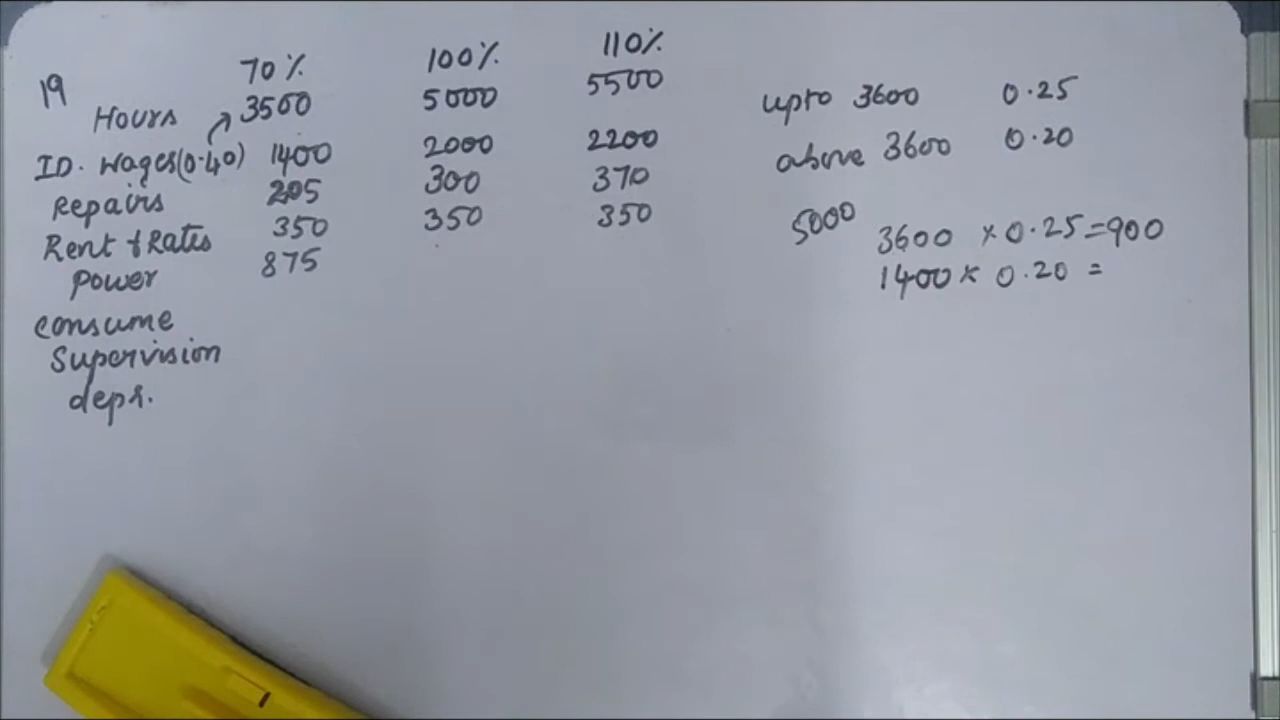 19 70% 100% 110%
Hours 3500 5000 5500
ID. Wages(0.40) 1400 2000 2200
Repairs 205 300 370
Rent & Rates 350 350 350
Power 875
consume
Supervision
depr.
upto 3600 0.25
above 3600 0.20
5000 3600 × 0.25=900
1400× 0.20 =